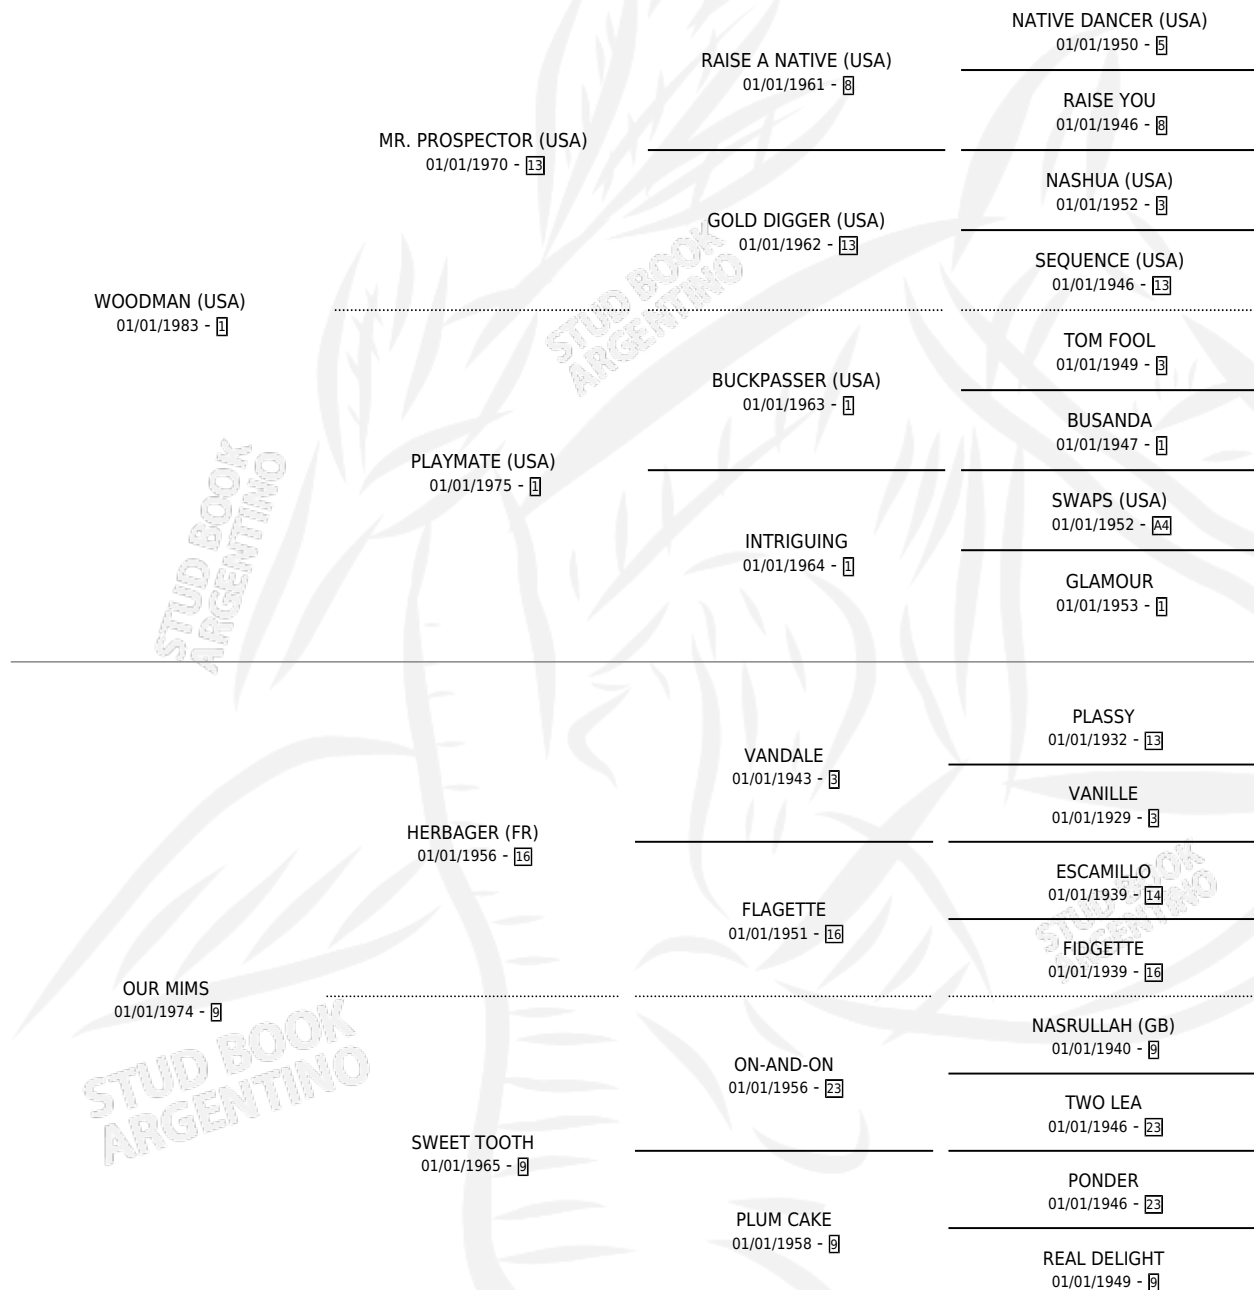 NATIVE DANCER (USA)
01/01/1950 - 5
RAISE A NATIVE (USA)
01/01/1961 - 8
RAISE YOU
01/01/1946 - 8
MR. PROSPECTOR (USA)
01/01/1970 - 13
NASHUA (USA)
01/01/1952 - 3
GOLD DIGGER (USA)
01/01/1962 - 13
SEQUENCE (USA)
01/01/1946 - 13
WOODMAN (USA)
01/01/1983 - 1
TOM FOOL
01/01/1949 - 3
BUCKPASSER (USA)
01/01/1963 - 1
BUSANDA
01/01/1947 - 1
PLAYMATE (USA)
01/01/1975 - 1
SWAPS (USA)
01/01/1952 - A4
INTRIGUING
01/01/1964 - 1
GLAMOUR
01/01/1953 - 1
PLASSY
01/01/1932 - 13
VANDALE
01/01/1943 - 3
VANILLE
01/01/1929 - 3
HERBAGER (FR)
01/01/1956 - 16
ESCAMILLO
01/01/1939 - 14
FLAGETTE
01/01/1951 - 16
FIDGETTE
01/01/1939 - 16
OUR MIMS
01/01/1974 - 9
NASRULLAH (GB)
01/01/1940 - 9
ON-AND-ON
01/01/1956 - 23
TWO LEA
01/01/1946 - 23
SWEET TOOTH
01/01/1965 - 9
PONDER
01/01/1946 - 23
PLUM CAKE
01/01/1958 - 9
REAL DELIGHT
01/01/1949 - 9
STUD BOOK
ARGENTINO
STUD BOOK
ARGENTINO
STUD BOOK
ARGENTINO
STUD BOOK
ARGENTINO